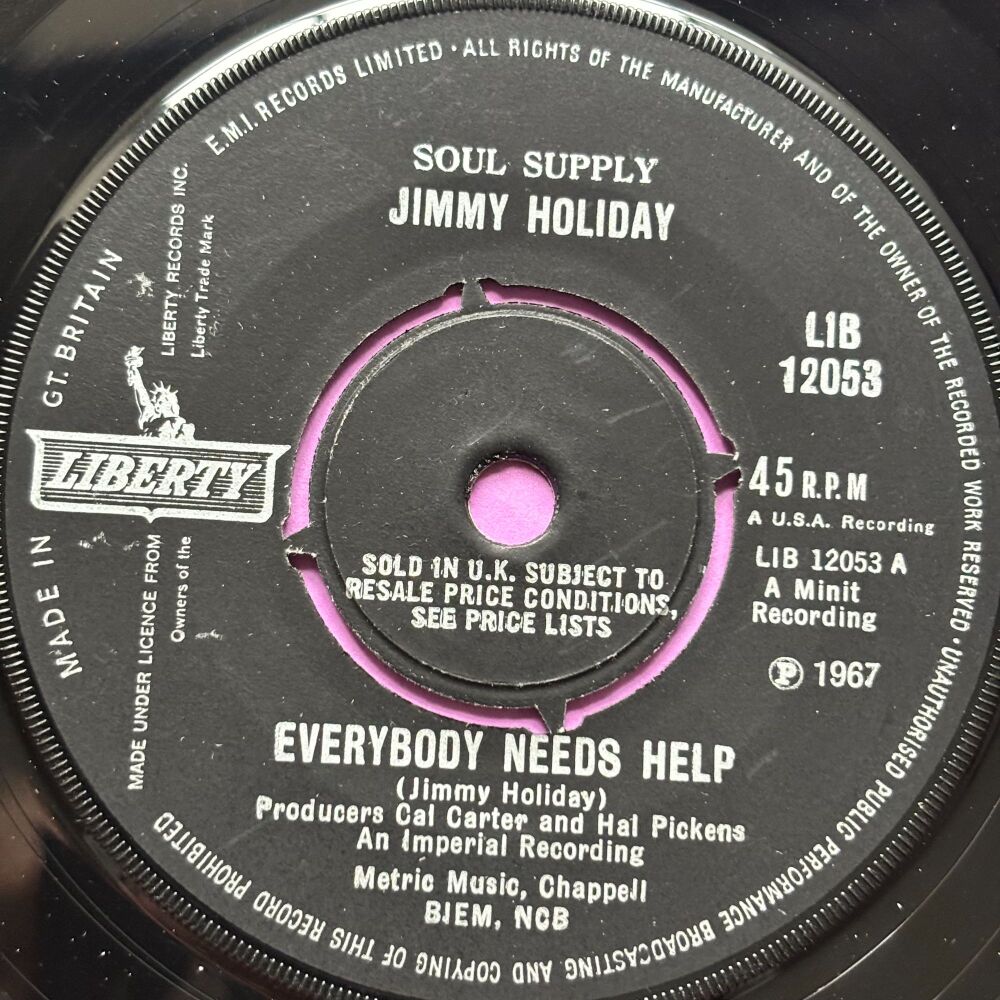 E.M.I. RECORDS LIMITED · ALL RIGHTS OF THE MANUFACTURER AND OF THE OWNER OF THE RECORDED WORK RESERVED · UNAUTHORISED PUBLIC PERFORMANCE BROADCASTING AND COPYING OF THIS RECORD PROHIBITED
MADE IN GT. BRITAIN
SOUL SUPPLY
JIMMY HOLIDAY
LIBERTY RECORDS INC.
Liberty Trade Mark
LIBERTY
MADE UNDER LICENCE FROM
Owners of the
LIB
12053
45 R.P.M
A U.S.A. Recording
LIB 12053 A
A Minit
Recording
Ⓟ 1967
SOLD IN U.K. SUBJECT TO
RESALE PRICE CONDITIONS,
SEE PRICE LISTS
EVERYBODY NEEDS HELP
(Jimmy Holiday)
Producers Cal Carter and Hal Pickens
An Imperial Recording
Metric Music, Chappell
BIEM, NCB